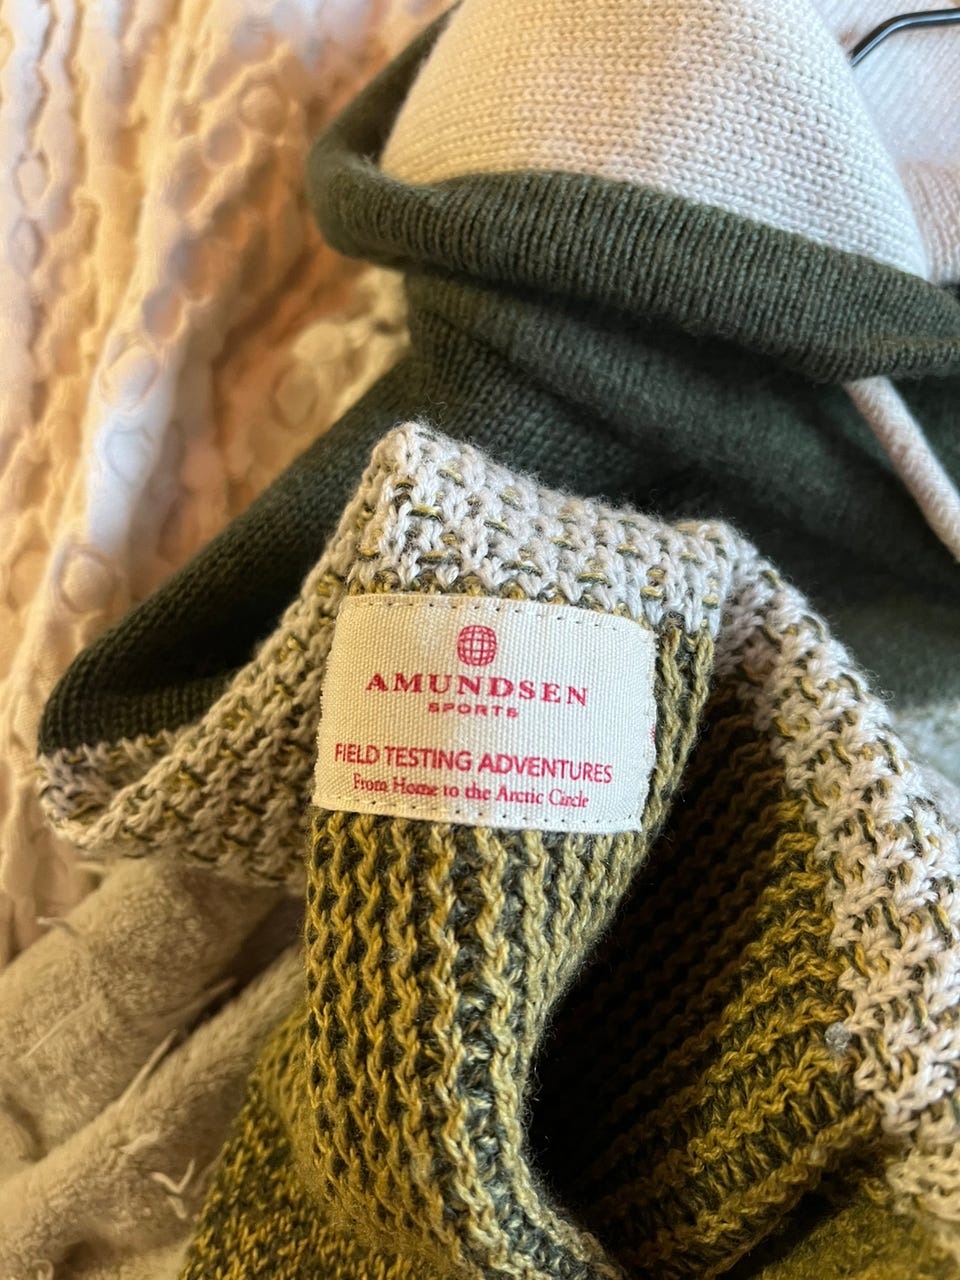 AMUNDSEN
SPORTS
FIELD TESTING ADVENTURES
From Home to the Arctic Circle